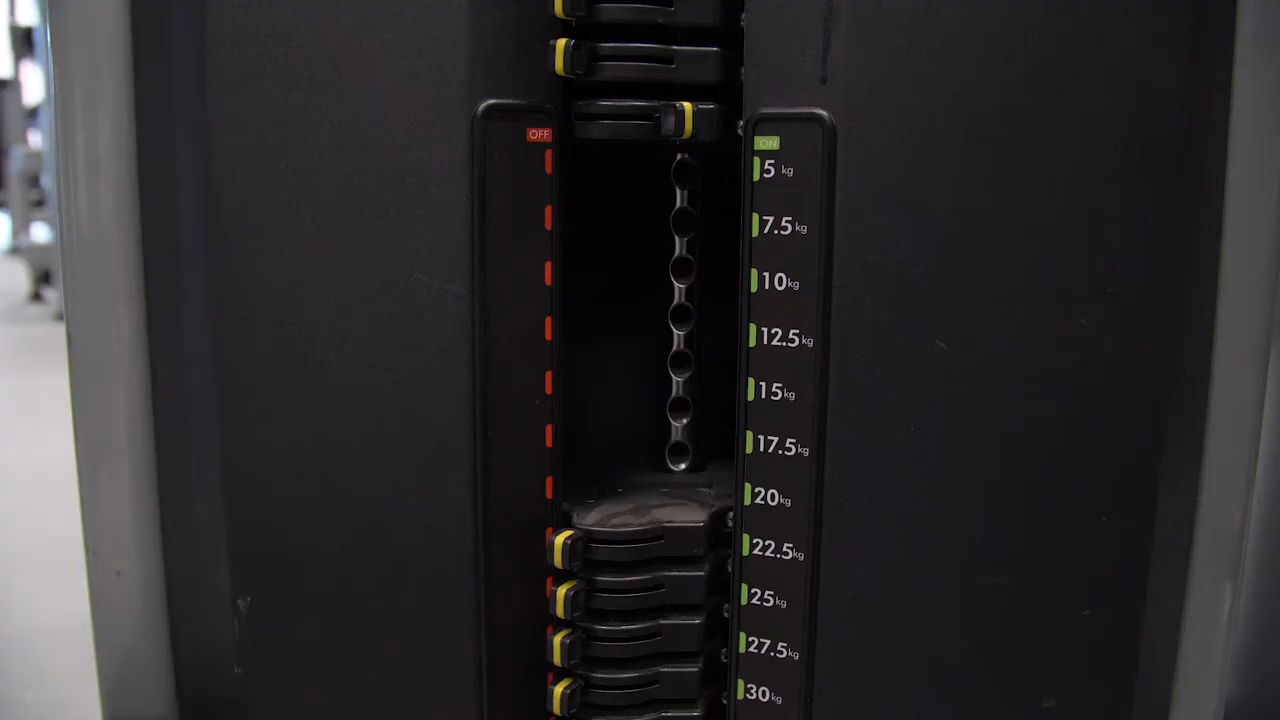 OFF
ON
5 kg
7.5 kg
10 kg
12.5 kg
15 kg
17.5 kg
20 kg
22.5 kg
25 kg
27.5 kg
30 kg